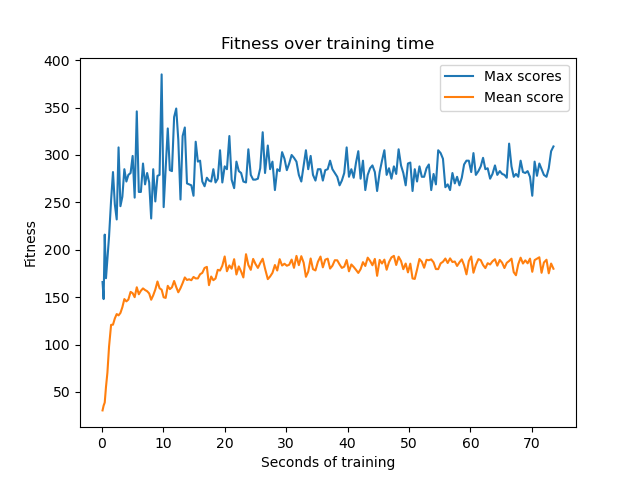 Fitness over training time
Max scores
Mean score
Fitness
400
350
300
250
200
150
100
50
0 10 20 30 40 50 60 70
Seconds of training